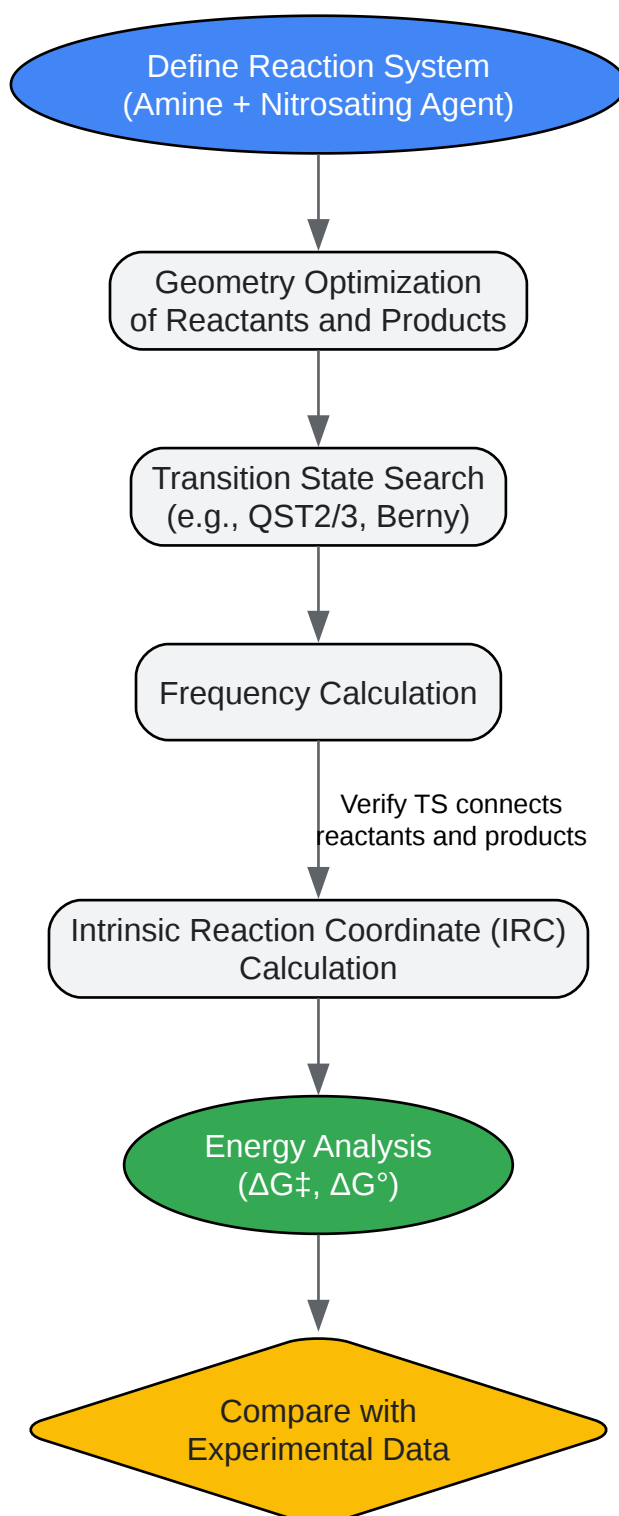 Define Reaction System
(Amine + Nitrosating Agent)
Geometry Optimization
of Reactants and Products
Transition State Search
(e.g., QST2/3, Berny)
Frequency Calculation
Verify TS connects
reactants and products
Intrinsic Reaction Coordinate (IRC)
Calculation
Energy Analysis
(ΔG‡, ΔG°)
Compare with
Experimental Data